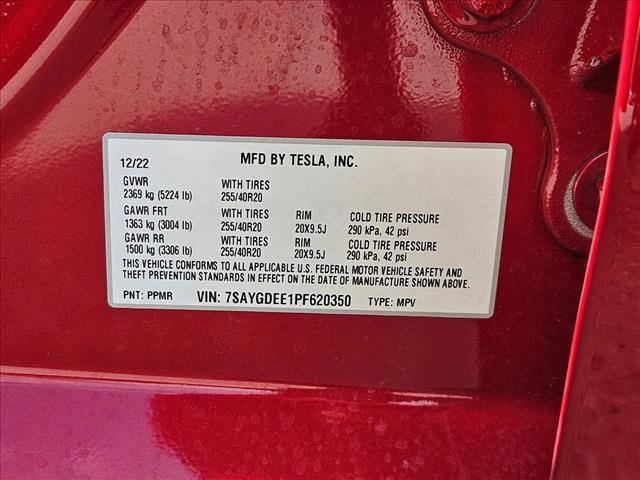 12/22 MFD BY TESLA, INC.
GVWR WITH TIRES
2369 kg (5224 lb) 255/40R20
GAWR FRT WITH TIRES RIM COLD TIRE PRESSURE
1363 kg (3004 lb) 255/40R20 20X9.5J 290 kPa, 42 psi
GAWR RR WITH TIRES RIM COLD TIRE PRESSURE
1500 kg (3306 lb) 255/40R20 20X9.5J 290 kPa, 42 psi
THIS VEHICLE CONFORMS TO ALL APPLICABLE U.S. FEDERAL MOTOR VEHICLE SAFETY AND
THEFT PREVENTION STANDARDS IN EFFECT ON THE DATE OF MANUFACTURE SHOWN ABOVE.
PNT: PPMR VIN: 7SAYGDEE1PF620350 TYPE: MPV